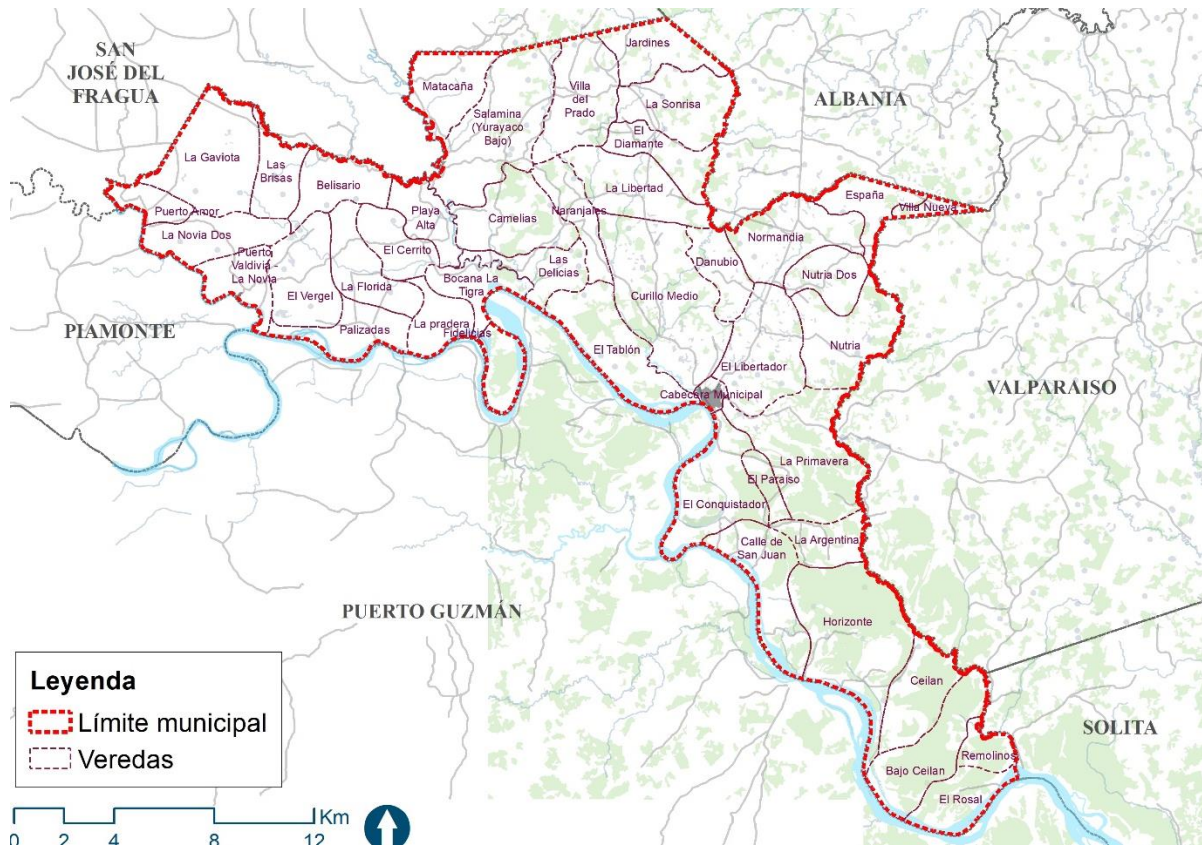 SAN
JOSÉ DEL
FRAGUA
Jardines
Matacaña
Villa
del
Prado
La Sonrisa
ALBANIA
Salamina
(Yurayaco
Bajo)
El
Diamante
La Gaviota
Las
Brisas
Belisario
La Libertad
España
Villa Nueva
Puerto Amor
Playa
Alta
Camelias
Naranjales
La Novia Dos
Normandia
El Cerrito
Puerto
Valdivia
La Novia
Las
Delicias
Danubio
Nutria Dos
Bocana La
Tigra
La Florida
El Vergel
Curillo Medio
PIAMONTE
Palizadas
La pradera
Fidelicias
El Tablón
Nutria
El Libertador
VALPARAISO
Cabecera Municipal
La Primavera
El Paraiso
El Conquistador
Calle de
San Juan
La Argentina
PUERTO GUZMÁN
Horizonte
Ceilan
SOLITA
Remolinos
Bajo Ceilan
El Rosal
Leyenda
Límite municipal
Veredas
Km
0 2 4 8 12